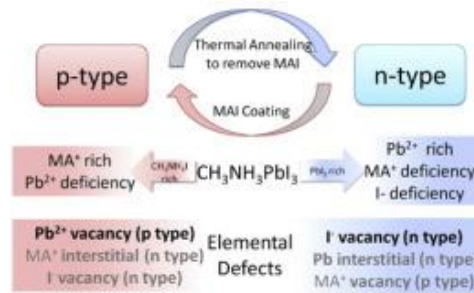 Thermal Annealing
to remove MAI
p-type
n-type
MAI Coating
MA⁺ rich
Pb²⁺ deficiency
CH₃NH₃I
rich
CH₃NH₃PbI₃
PbI₂ rich
Pb²⁺ rich
MA⁺ deficiency
I- deficiency
Pb²⁺ vacancy (p type)
MA⁺ interstitial (n type)
I⁻ vacancy (n type)
Elemental
Defects
I⁻ vacancy (n type)
Pb interstitial (n type)
MA⁺ vacancy (p type)